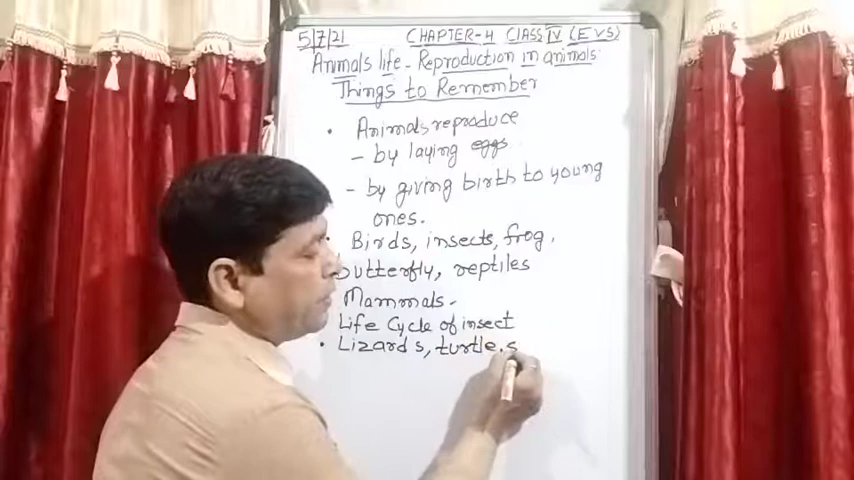 5/7/21 CHAPTER-4 CLASS IV (EVS)
Animals life - Reproduction in animals.
Things to Remember
• Animals reproduce
- by laying eggs
- by giving birth to young
ones.
• Birds, insects, frog,
butterfly, reptiles
Mammals -
Life Cycle of insect
• Lizards, turtle, s